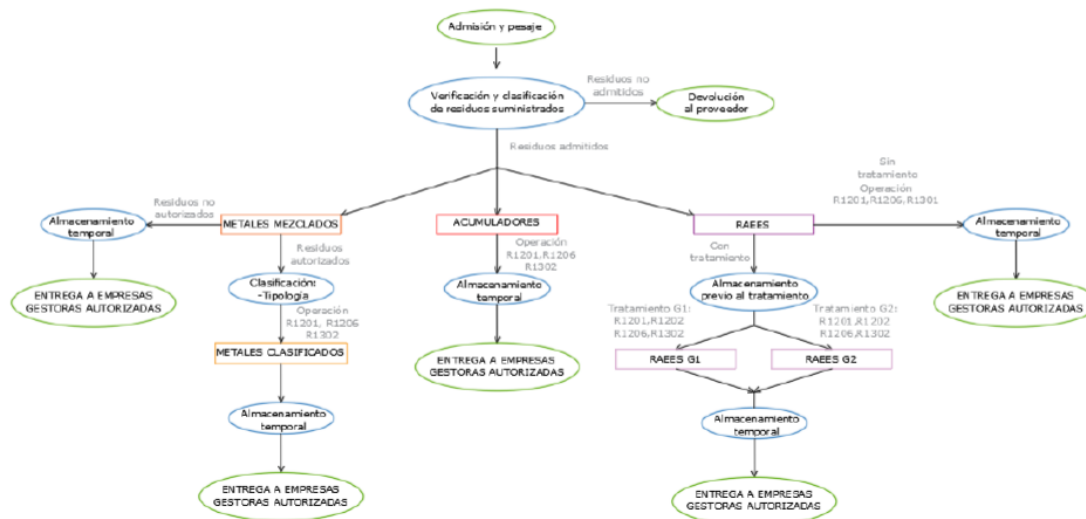 Admisión y pesaje
Verificación y clasificación
de residuos suministrados
Residuos no
admitidos
Devolución
al proveedor
Residuos admitidos
Sin
tratamiento
Operación
R1201,R1206,R1301
Residuos no
autorizados
Almacenamiento
temporal
METALES MEZCLADOS
ACUMULADORES
RAEES
Almacenamiento
temporal
Residuos
autorizados
Operación
R1201,R1206
R1302
Con
tratamiento
ENTREGA A EMPRESAS
GESTORAS AUTORIZADAS
Clasificación:
-Tipología
Almacenamiento
temporal
Almacenamiento
previo al tratamiento
ENTREGA A EMPRESAS
GESTORAS AUTORIZADAS
Operación
R1201, R1206
R1302
Tratamiento G1:
R1201,R1202
R1206,R1302
Tratamiento G2:
R1201,R1202
R1206,R1302
METALES CLASIFICADOS
ENTREGA A EMPRESAS
GESTORAS AUTORIZADAS
RAEES G1
RAEES G2
Almacenamiento
temporal
Almacenamiento
temporal
ENTREGA A EMPRESAS
GESTORAS AUTORIZADAS
ENTREGA A EMPRESAS
GESTORAS AUTORIZADAS